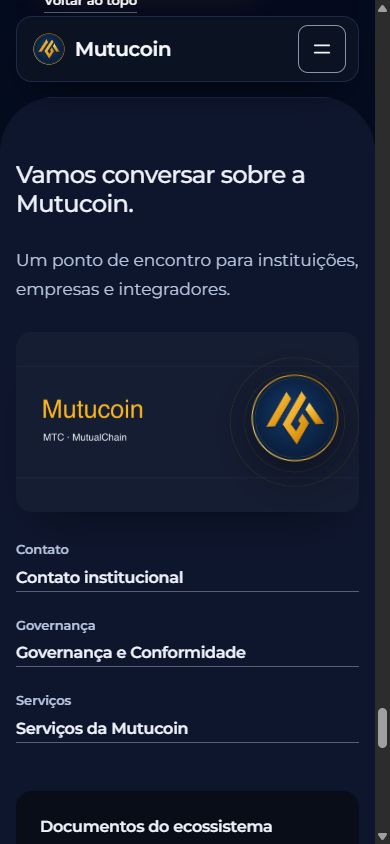 Voltar ao topo
Mutucoin
Vamos conversar sobre a
Mutucoin.
Um ponto de encontro para instituições,
empresas e integradores.
Mutucoin
MTC · MutualChain
Contato
Contato institucional
Governança
Governança e Conformidade
Serviços
Serviços da Mutucoin
Documentos do ecossistema